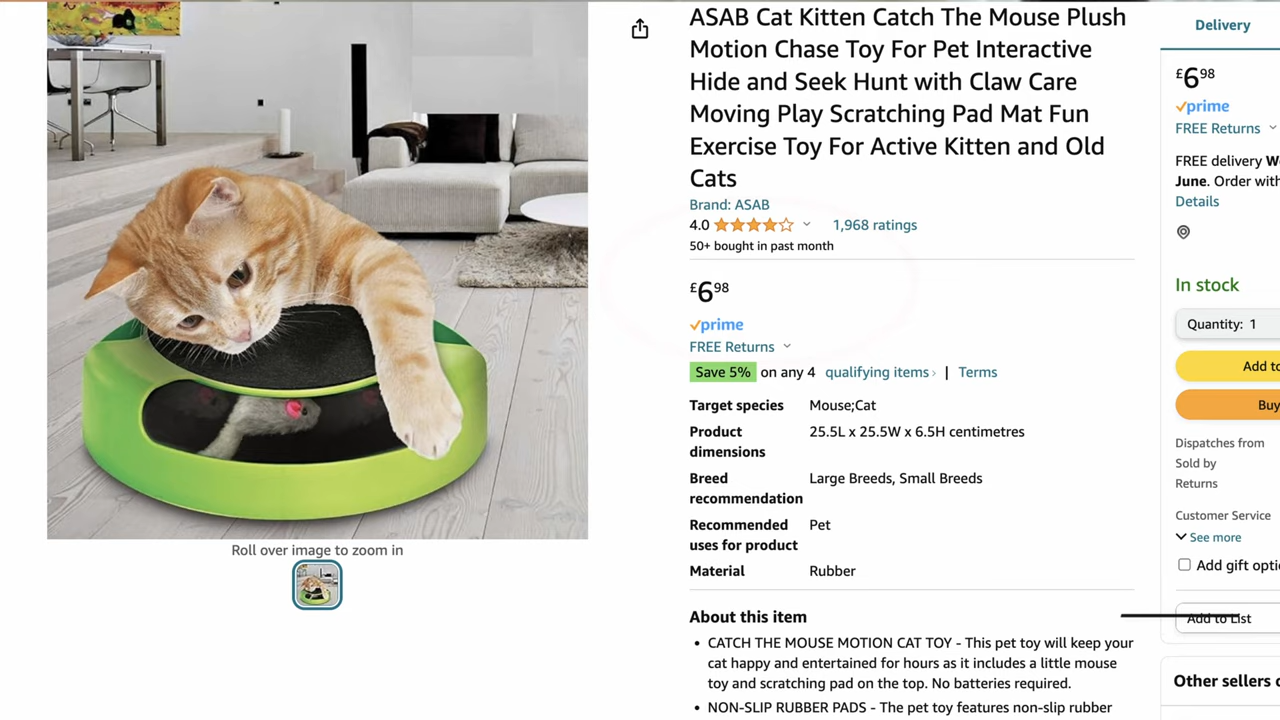 ASAB Cat Kitten Catch The Mouse Plush
Motion Chase Toy For Pet Interactive
Hide and Seek Hunt with Claw Care
Moving Play Scratching Pad Mat Fun
Exercise Toy For Active Kitten and Old
Cats
Brand: ASAB
4.0 1,968 ratings
50+ bought in past month
£698
prime
FREE Returns
Save 5% on any 4 qualifying items | Terms
Target species Mouse;Cat
Product dimensions 25.5L x 25.5W x 6.5H centimetres
Breed recommendation Large Breeds, Small Breeds
Recommended uses for product Pet
Material Rubber
About this item
• CATCH THE MOUSE MOTION CAT TOY - This pet toy will keep your
cat happy and entertained for hours as it includes a little mouse
toy and scratching pad on the top. No batteries required.
• NON-SLIP RUBBER PADS - The pet toy features non-slip rubber
Roll over image to zoom in
Delivery
£698
prime
FREE Returns
FREE delivery
June. Order with
Details
In stock
Quantity: 1
Add to
Buy
Dispatches from
Sold by
Returns
Customer Service
See more
Add gift
Add to List
Other sellers